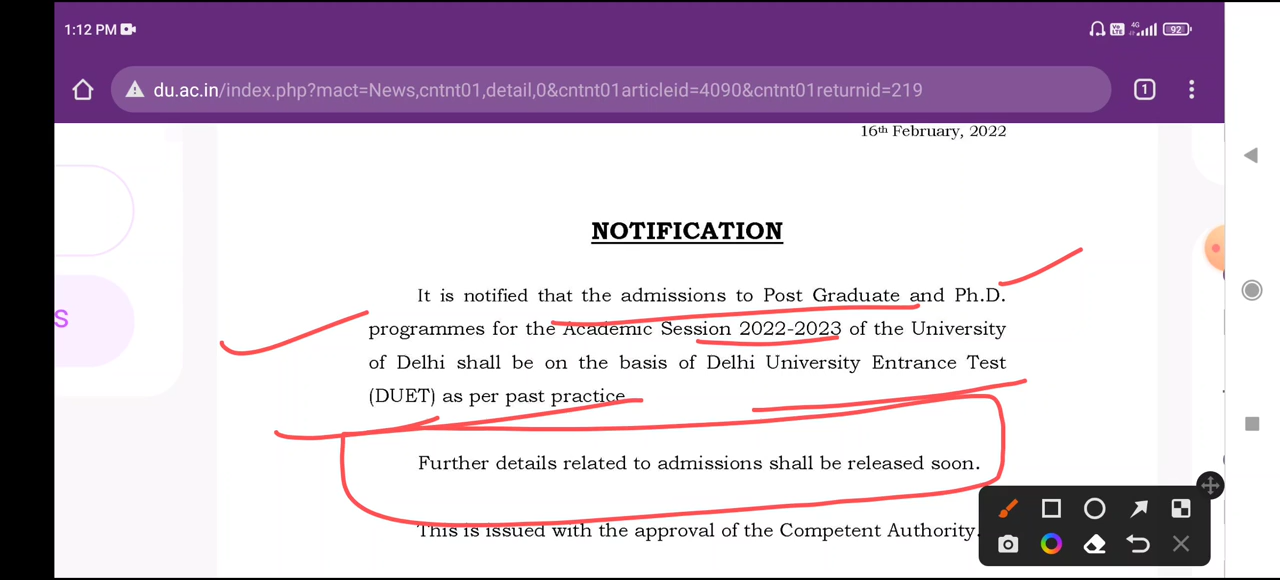 1:12 PM
4G
Vo LTE
92
du.ac.in/index.php?mact=News,cntnt01,detail,0&cntnt01articleid=4090&cntnt01returnid=219
1
16th February, 2022
NOTIFICATION
It is notified that the admissions to Post Graduate and Ph.D.
programmes for the Academic Session 2022-2023 of the University
S
of Delhi shall be on the basis of Delhi University Entrance Test
(DUET) as per past practice
Further details related to admissions shall be released soon.
This is issued with the approval of the Competent Authority.